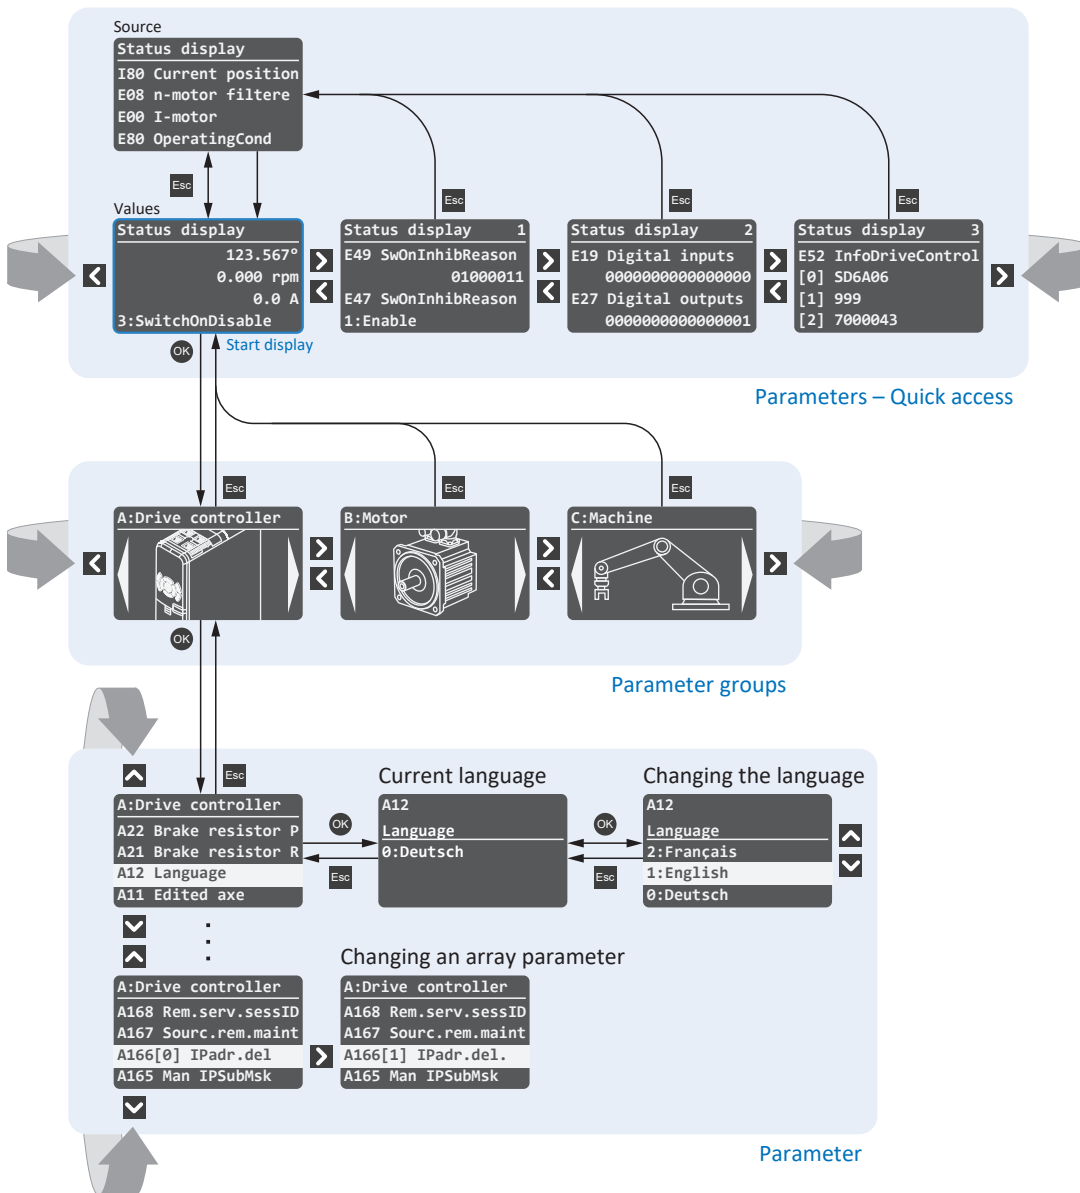 Source
Status display
I80 Current position
E08 n-motor filtere
E00 I-motor
E80 OperatingCond
Esc
Values
Status display
123.567°
0.000 rpm
0.0 A
3:SwitchOnDisable
Esc
Status display 1
E49 SwOnInhibReason
01000011
E47 SwOnInhibReason
1:Enable
Esc
Status display 2
E19 Digital inputs
0000000000000000
E27 Digital outputs
0000000000000001
Esc
Status display 3
E52 InfoDriveControl
[0] SD6A06
[1] 999
[2] 7000043
OK
Start display
Parameters – Quick access
Esc
Esc
Esc
A:Drive controller
B:Motor
C:Machine
OK
Parameter groups
Esc
A:Drive controller
A22 Brake resistor P
A21 Brake resistor R
A12 Language
A11 Edited axe
OK
Esc
Current language
A12
Language
0:Deutsch
OK
Esc
Changing the language
A12
Language
2:Français
1:English
0:Deutsch
A:Drive controller
A168 Rem.serv.sessID
A167 Sourc.rem.maint
A166[0] IPadr.del
A165 Man IPSubMsk
Changing an array parameter
A:Drive controller
A168 Rem.serv.sessID
A167 Sourc.rem.maint
A166[1] IPadr.del.
A165 Man IPSubMsk
Parameter